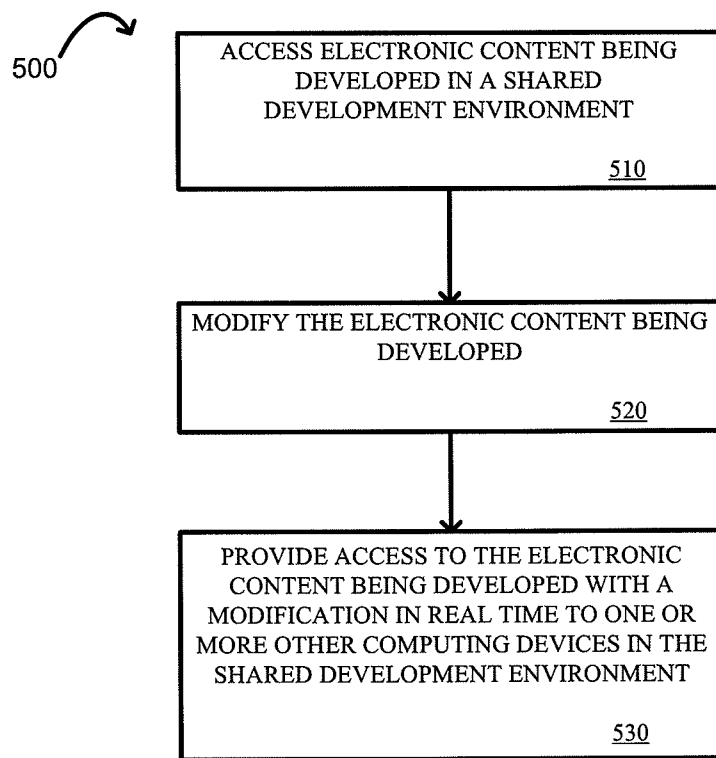 500
ACCESS ELECTRONIC CONTENT BEING
DEVELOPED IN A SHARED
DEVELOPMENT ENVIRONMENT
510
MODIFY THE ELECTRONIC CONTENT BEING
DEVELOPED
520
PROVIDE ACCESS TO THE ELECTRONIC
CONTENT BEING DEVELOPED WITH A
MODIFICATION IN REAL TIME TO ONE OR
MORE OTHER COMPUTING DEVICES IN THE
SHARED DEVELOPMENT ENVIRONMENT
530